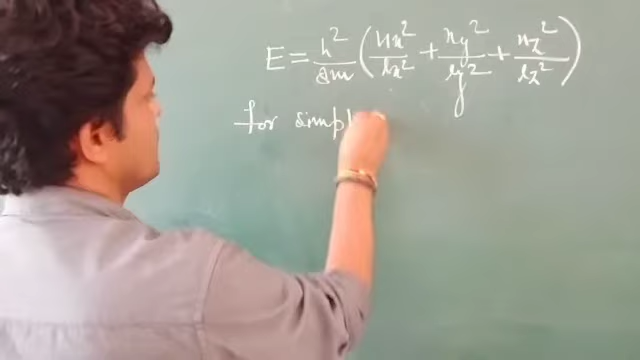 E = h²/8m (nx²/lx² + ny²/ly² + nz²/lz²)
for simpl